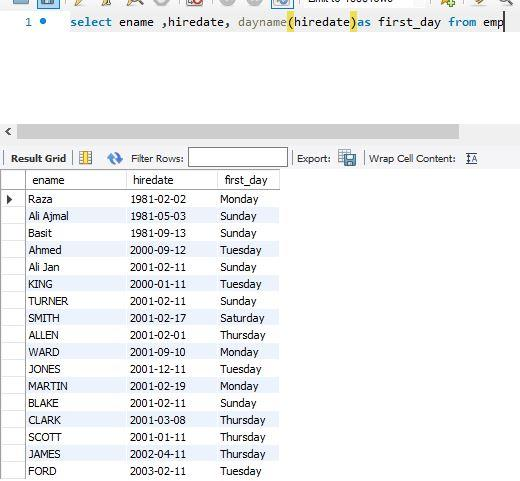 1 select ename ,hiredate, dayname(hiredate)as first_day from emp
Result Grid Filter Rows: Export: Wrap Cell Content:
ename hiredate first_day
Raza 1981-02-02 Monday
Ali Ajmal 1981-05-03 Sunday
Basit 1981-09-13 Sunday
Ahmed 2000-09-12 Tuesday
Ali Jan 2001-02-11 Sunday
KING 2000-01-11 Tuesday
TURNER 2001-02-11 Sunday
SMITH 2001-02-17 Saturday
ALLEN 2001-02-01 Thursday
WARD 2001-09-10 Monday
JONES 2001-12-11 Tuesday
MARTIN 2001-02-19 Monday
BLAKE 2001-02-11 Sunday
CLARK 2001-03-08 Thursday
SCOTT 2001-01-11 Thursday
JAMES 2002-04-11 Thursday
FORD 2003-02-11 Tuesday